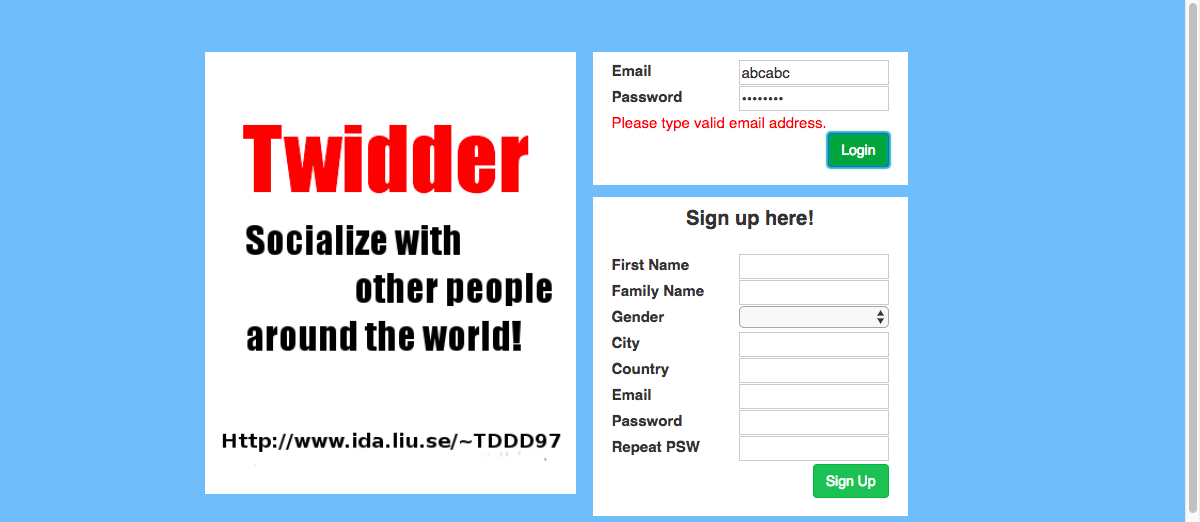 Twidder
Socialize with
other people
around the world!
Http://www.ida.liu.se/~TDDD97
Email abcabc
Password ••••••••
Please type valid email address.
Login
Sign up here!
First Name
Family Name
Gender
City
Country
Email
Password
Repeat PSW
Sign Up